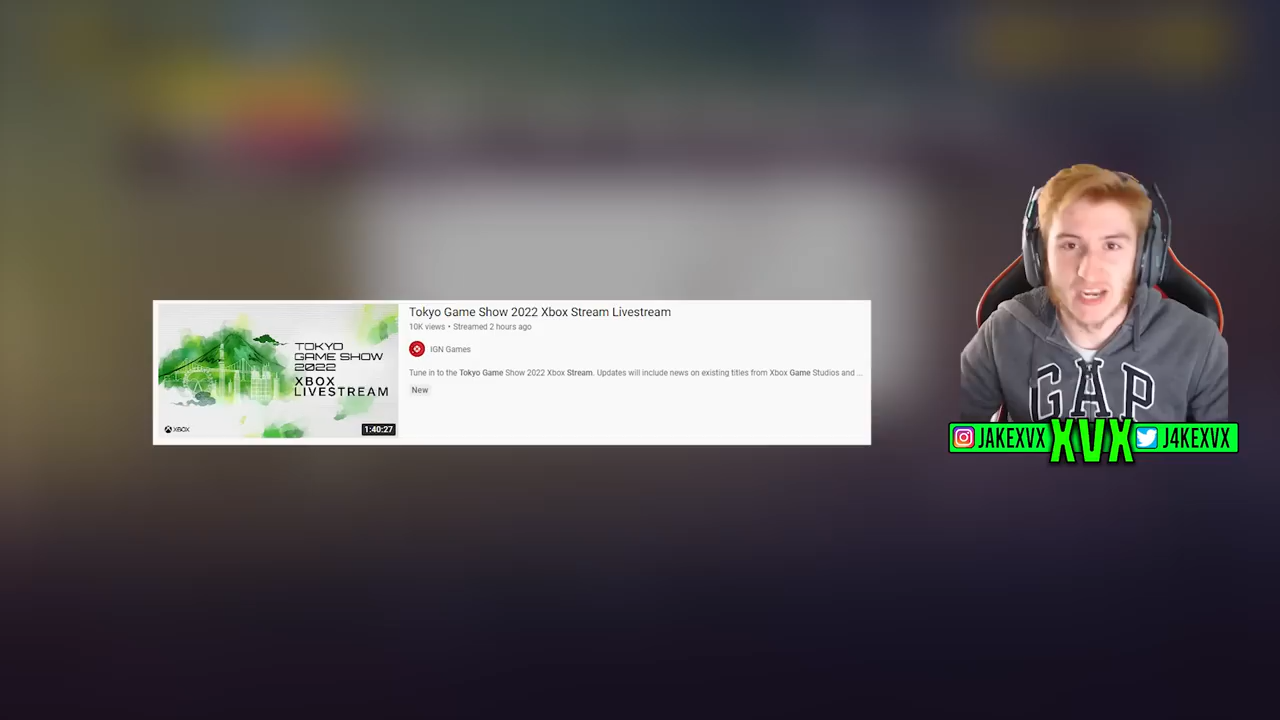 Tokyo Game Show 2022 Xbox Stream Livestream
10K views • Streamed 2 hours ago
IGN Games
Tune in to the Tokyo Game Show 2022 Xbox Stream. Updates will include news on existing titles from Xbox Game Studios and ...
New
TOKYO
GAME SHOW
2022
XBOX
LIVESTREAM
XBOX
1:40:27
GAP
JAKEXVX
XVX
J4KEXVX